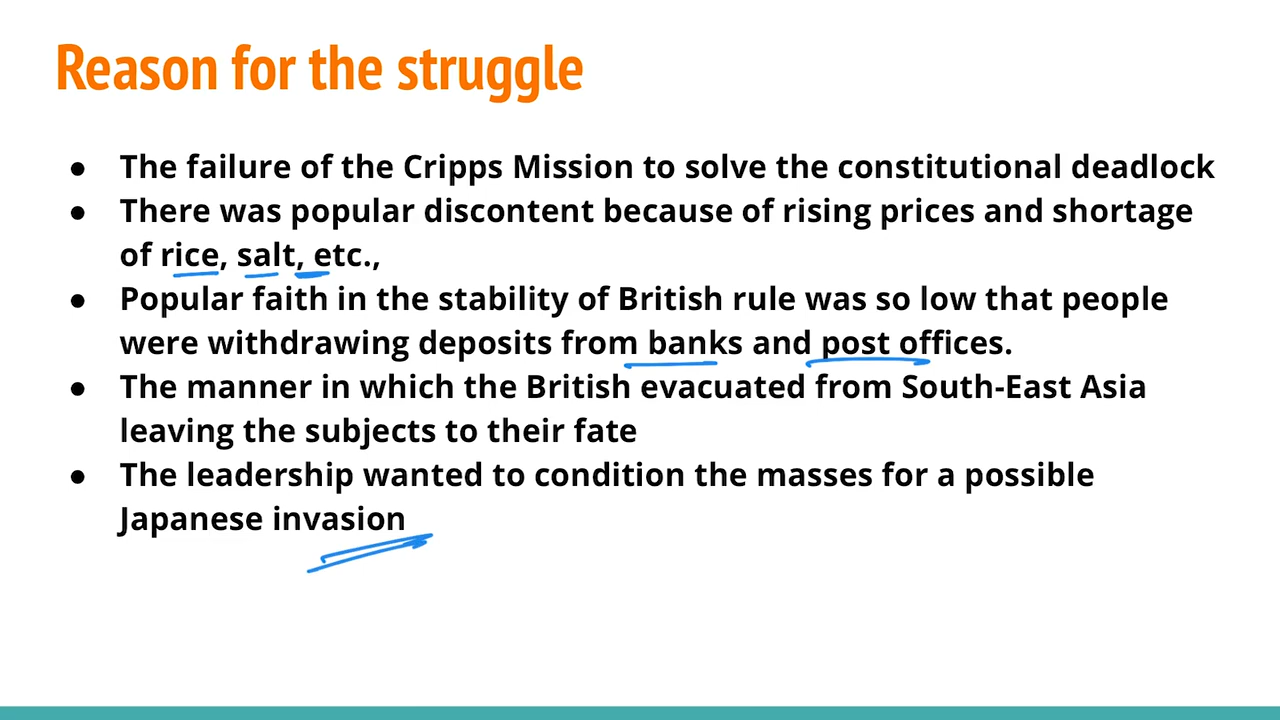 Reason for the struggle
● The failure of the Cripps Mission to solve the constitutional deadlock
● There was popular discontent because of rising prices and shortage
of rice, salt, etc.,
● Popular faith in the stability of British rule was so low that people
were withdrawing deposits from banks and post offices.
● The manner in which the British evacuated from South-East Asia
leaving the subjects to their fate
● The leadership wanted to condition the masses for a possible
Japanese invasion